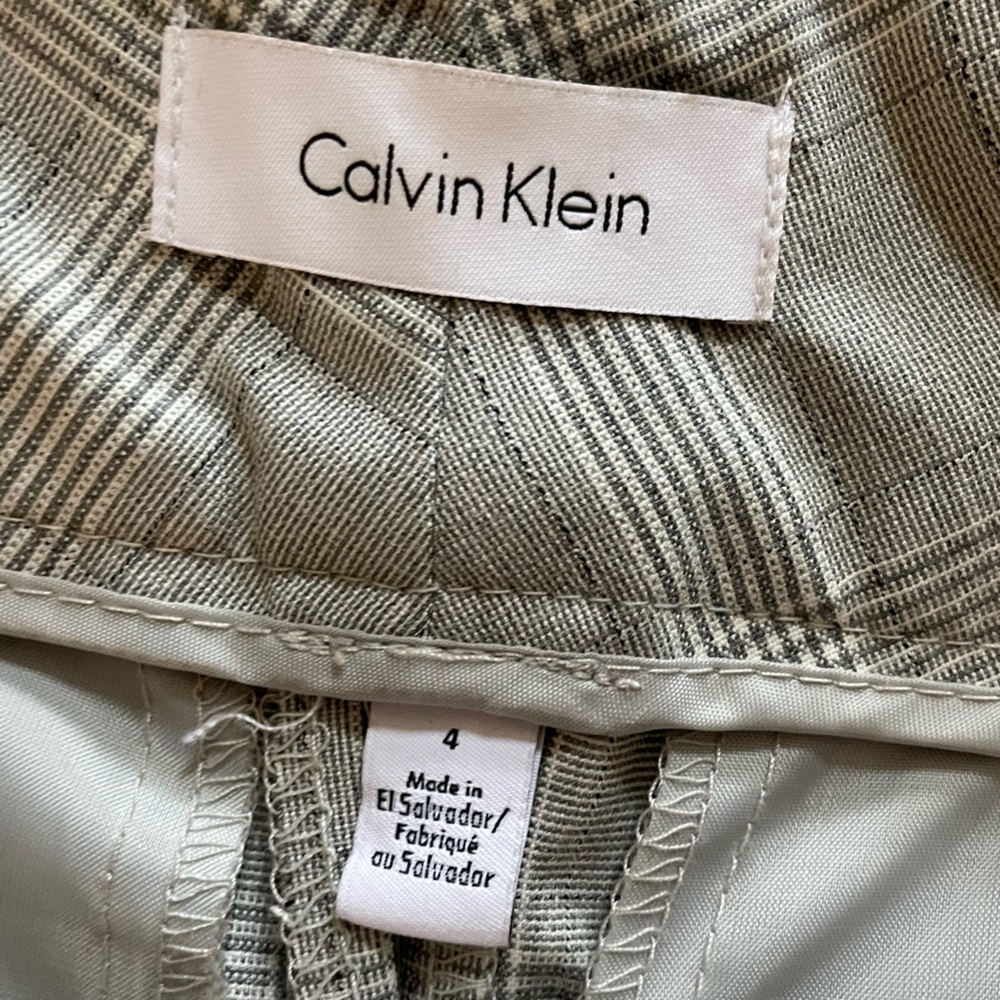 Calvin Klein
4
Made in
El Salvador/
Fabriqué
au Salvador